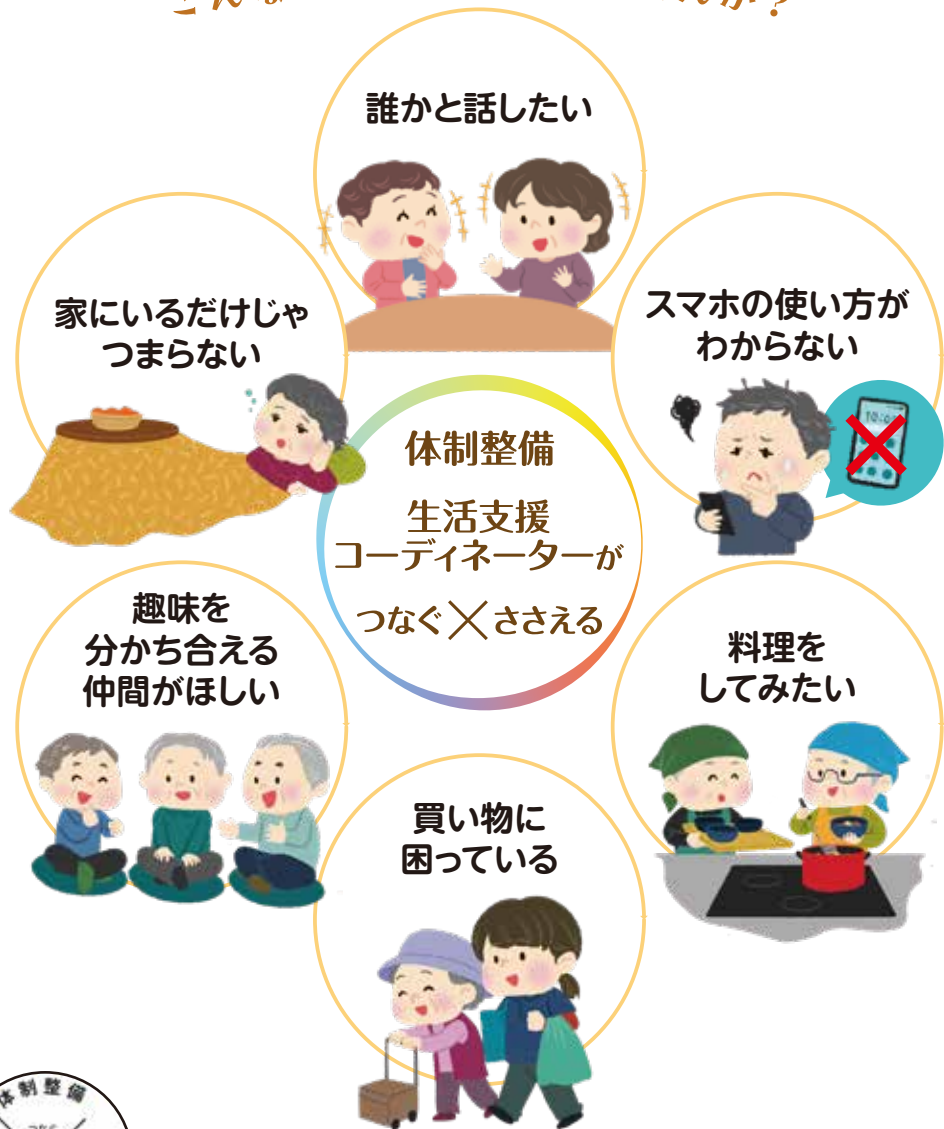 誰かと話したい
家にいるだけじゃ
つまらない
スマホの使い方が
わからない
体制整備
生活支援
コーディネーターが
つなぐ×ささえる
趣味を
分かち合える
仲間がほしい
料理を
してみたい
買い物に
困っている
体制整備